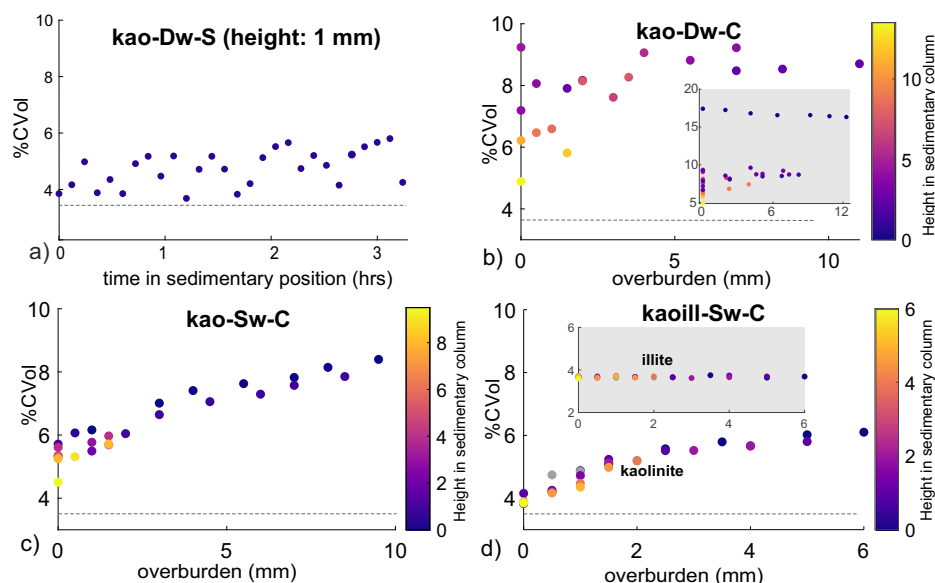 kao-Dw-S (height: 1 mm)
10
8
6
4
%CVol
0
1
2
3
time in sedimentary position (hrs)
a)
kao-Dw-C
10
8
6
4
%CVol
0
5
10
overburden (mm)
b)
20
15
10
5
0
6
12
10
5
0
Height in sedimentary column
kao-Sw-C
10
8
6
4
%CVol
0
5
10
overburden (mm)
c)
8
6
4
2
0
Height in sedimentary column
kaoill-Sw-C
10
8
6
4
%CVol
0
2
4
6
overburden (mm)
d)
illite
6
4
2
0
2
4
6
kaolinite
6
4
2
0
Height in sedimentary column